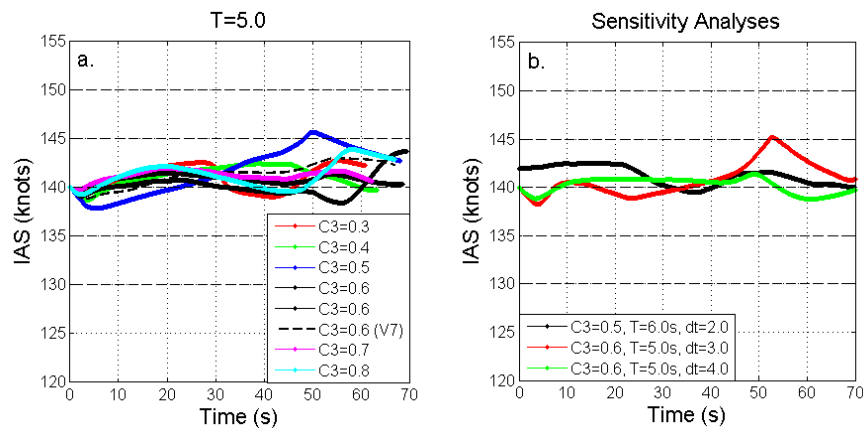 T=5.0
a.
IAS (knots)
155
150
145
140
135
130
125
120
C3=0.3
C3=0.4
C3=0.5
C3=0.6
C3=0.6
C3=0.6 (V7)
C3=0.7
C3=0.8
0 10 20 30 40 50 60 70
Time (s)
Sensitivity Analyses
b.
IAS (knots)
155
150
145
140
135
130
125
120
C3=0.5, T=6.0s, dt=2.0
C3=0.6, T=5.0s, dt=3.0
C3=0.6, T=5.0s, dt=4.0
0 10 20 30 40 50 60 70
Time (s)